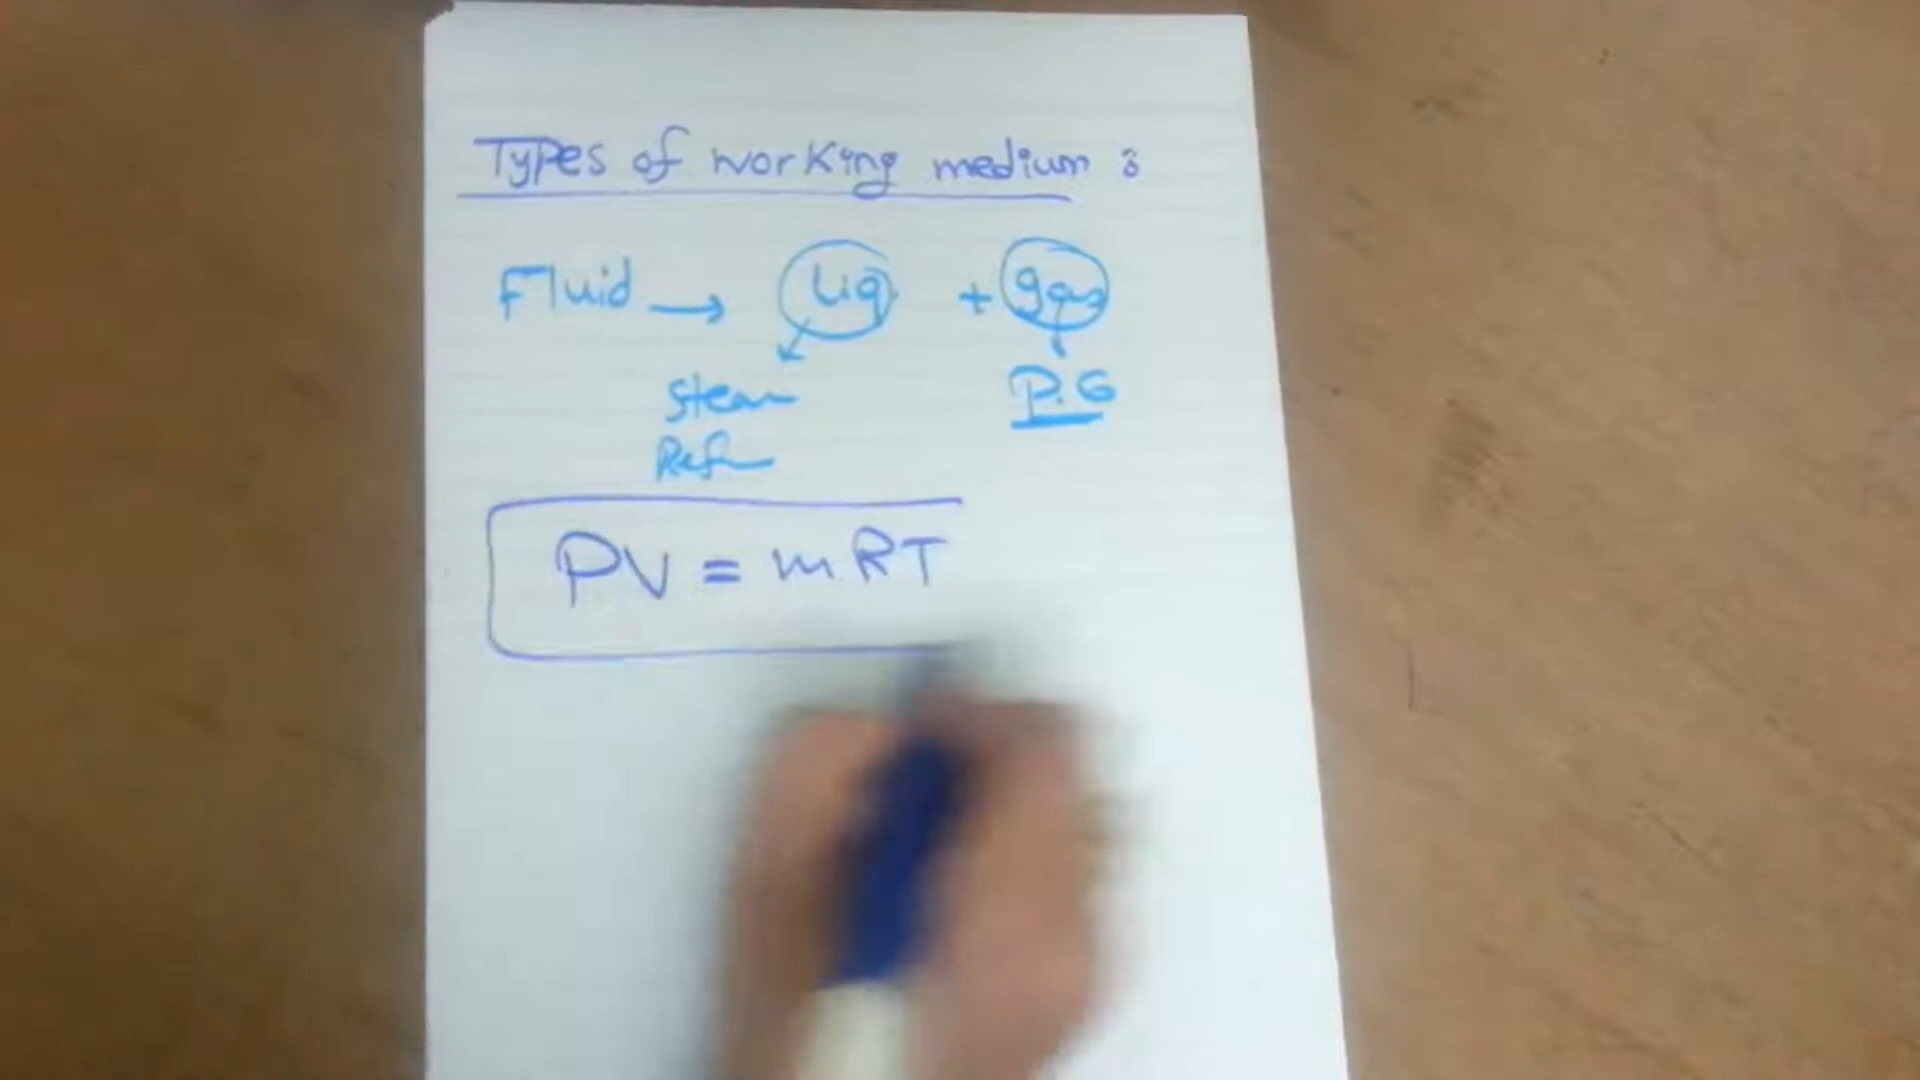 Types of working medium :
Fluid → Liq. + gas
Steam P.G
Ref
PV = mRT